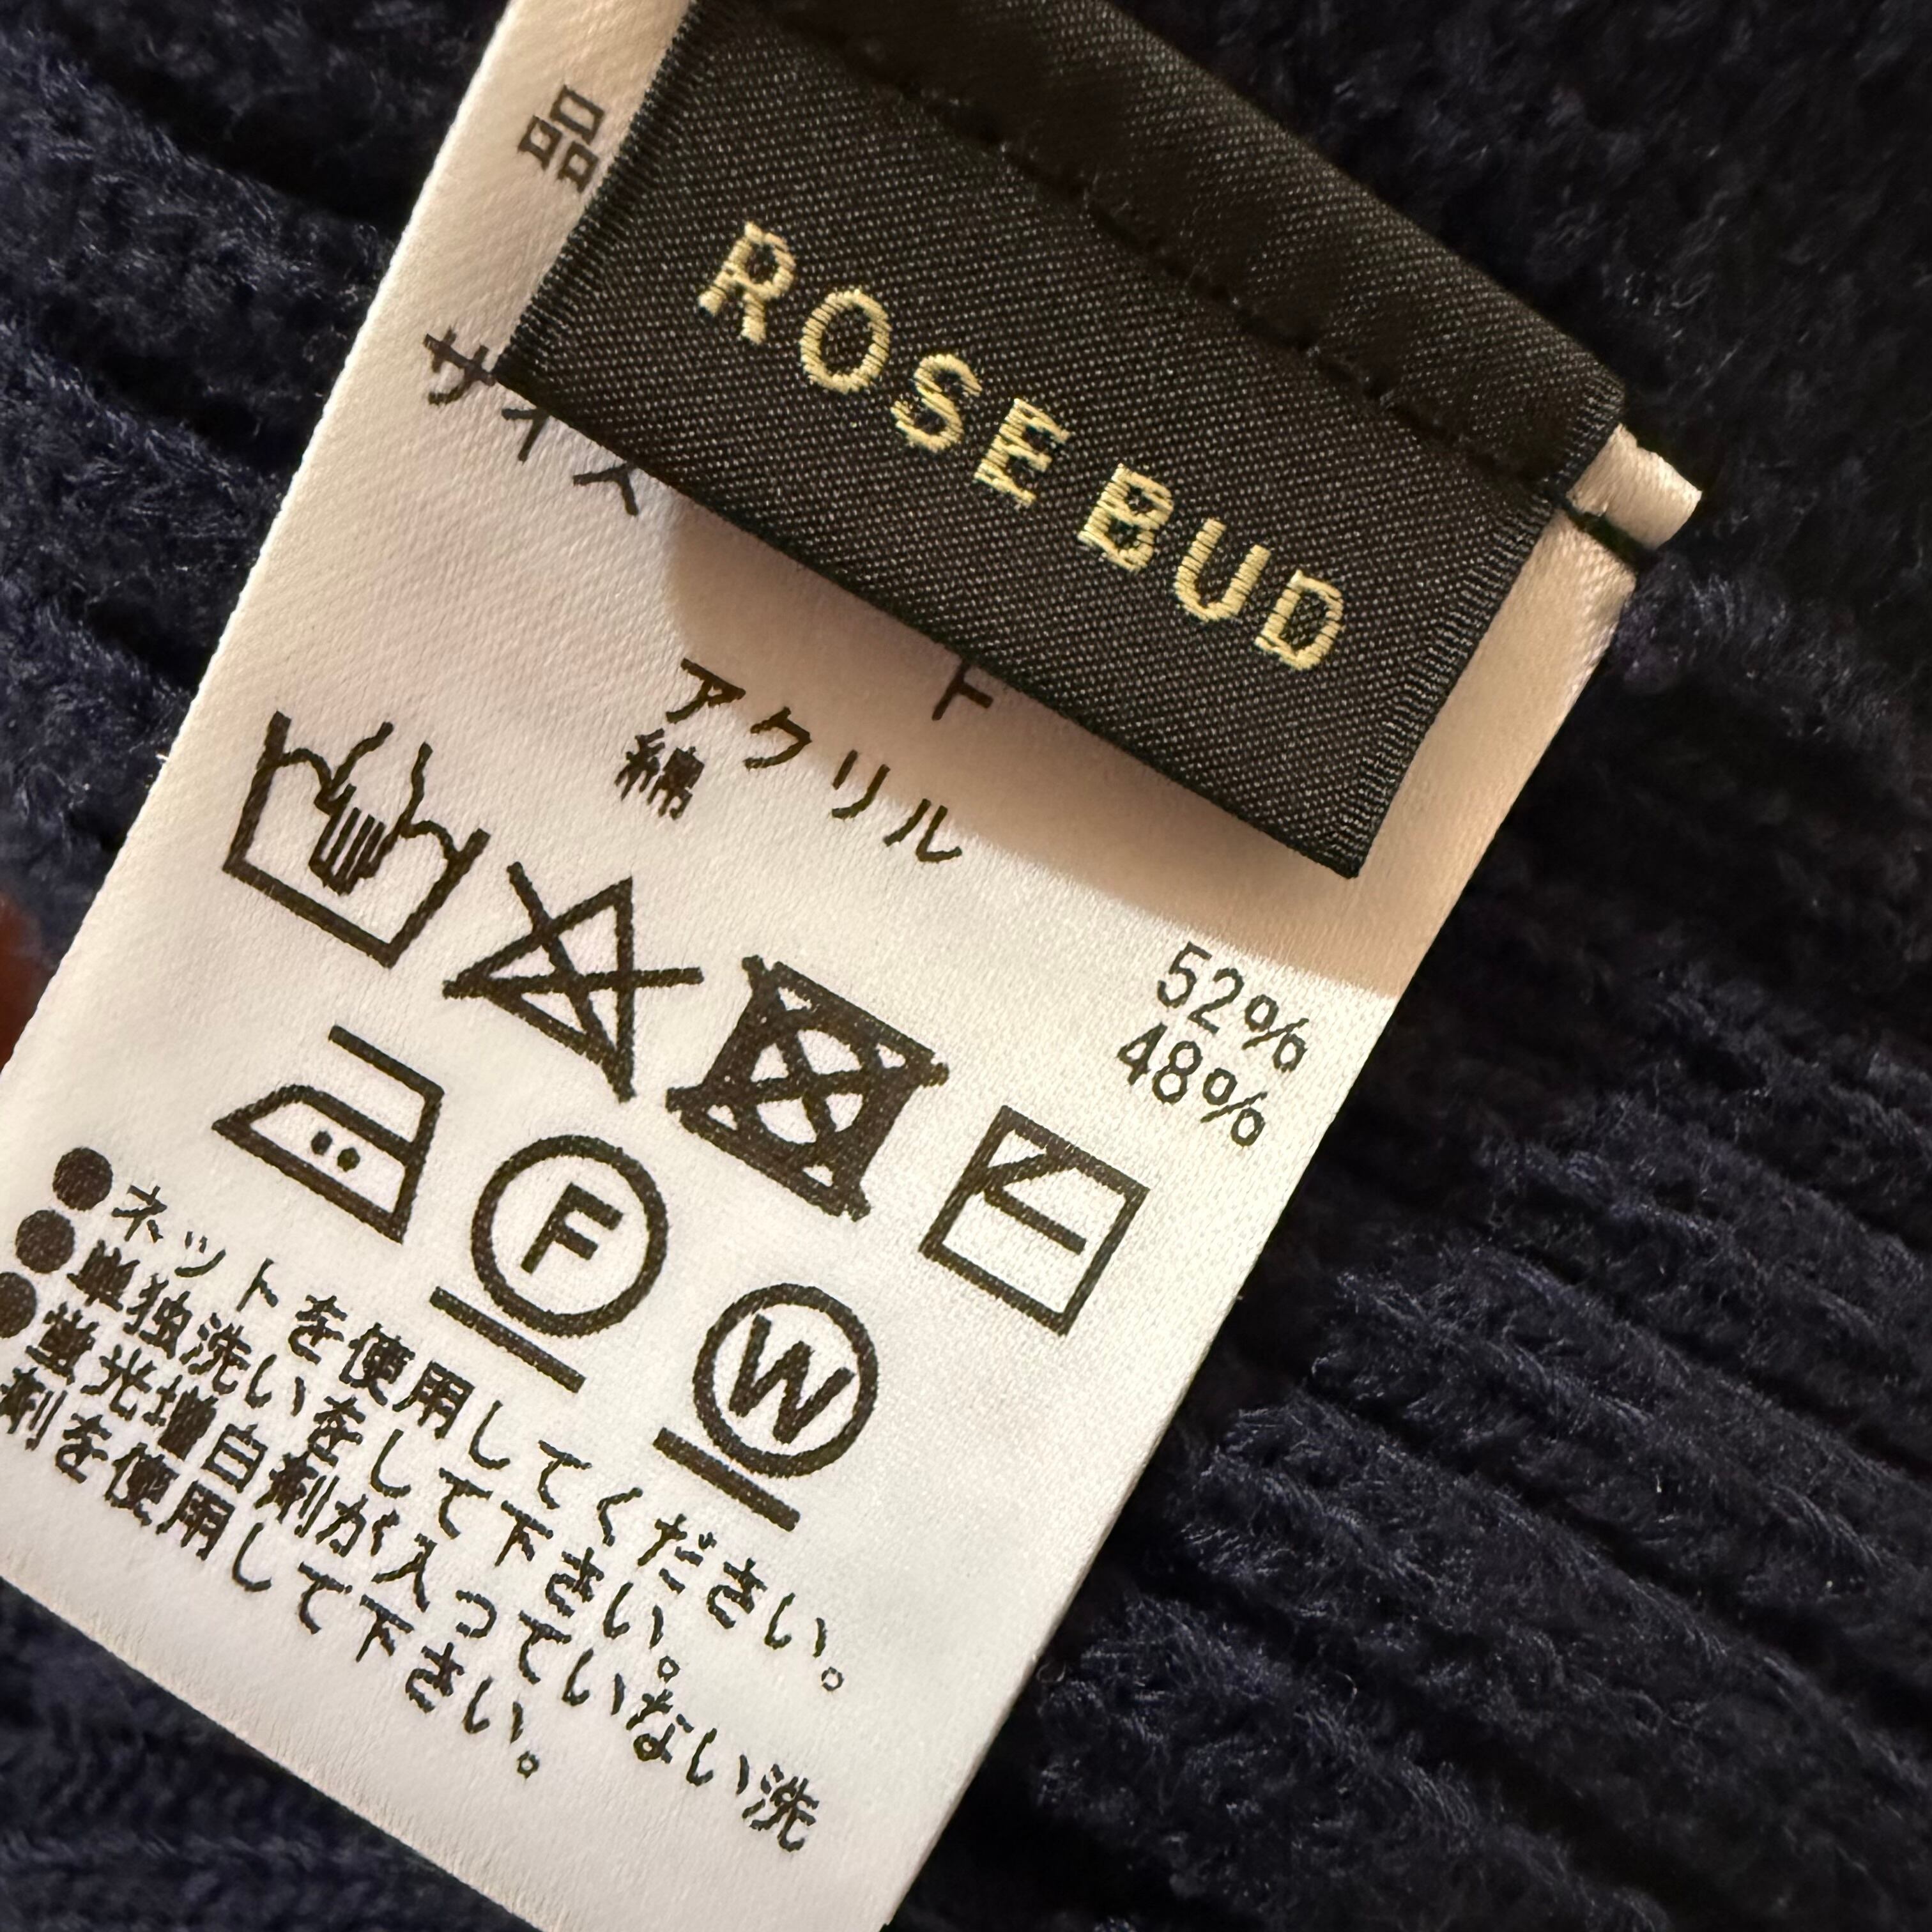 ROSE BUD
品
サイズ
F
アクリル 52%
綿 48%
F
W
●ネットを使用してください。
●単独洗いをして下さい。
●蛍光増白剤が入っていない洗
剤を使用して下さい。